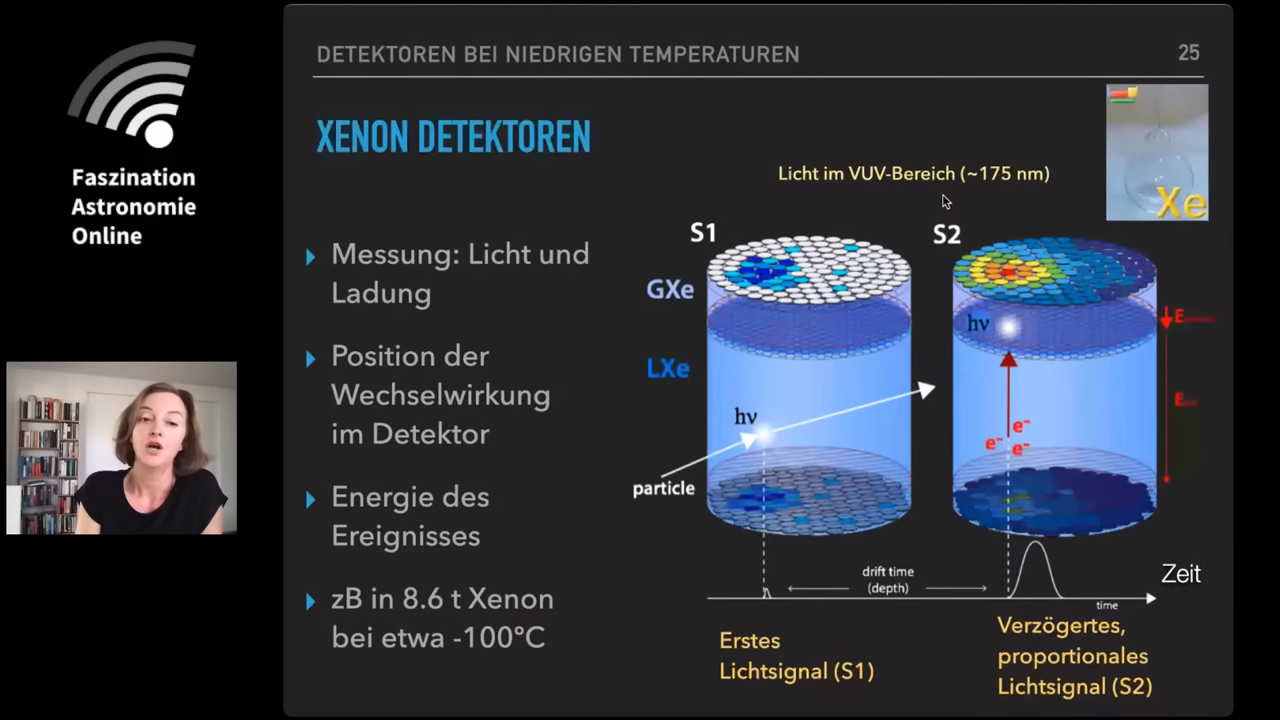 Faszination
Astronomie
Online
DETEKTOREN BEI NIEDRIGEN TEMPERATUREN
25
XENON DETEKTOREN
Xe
Licht im VUV-Bereich (~175 nm)
Messung: Licht und
Ladung
Position der
Wechselwirkung
im Detektor
Energie des
Ereignisses
zB in 8.6 t Xenon
bei etwa -100°C
S1
S2
GXe
LXe
hν
hν
particle
e⁻
e⁻
e⁻
E
E
drift time
(depth)
time
Zeit
Erstes
Lichtsignal (S1)
Verzögertes,
proportionales
Lichtsignal (S2)